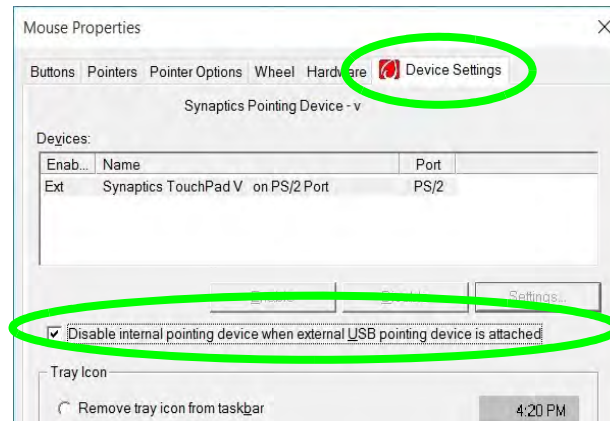 Mouse Properties
Buttons Pointers Pointer Options Wheel Hardware Device Settings
Synaptics Pointing Device - v
Devices:
Enab... Name Port
Ext Synaptics TouchPad V on PS/2 Port PS/2
Settings...
Disable internal pointing device when external USB pointing device is attached
Tray Icon
Remove tray icon from taskbar
4:20 PM